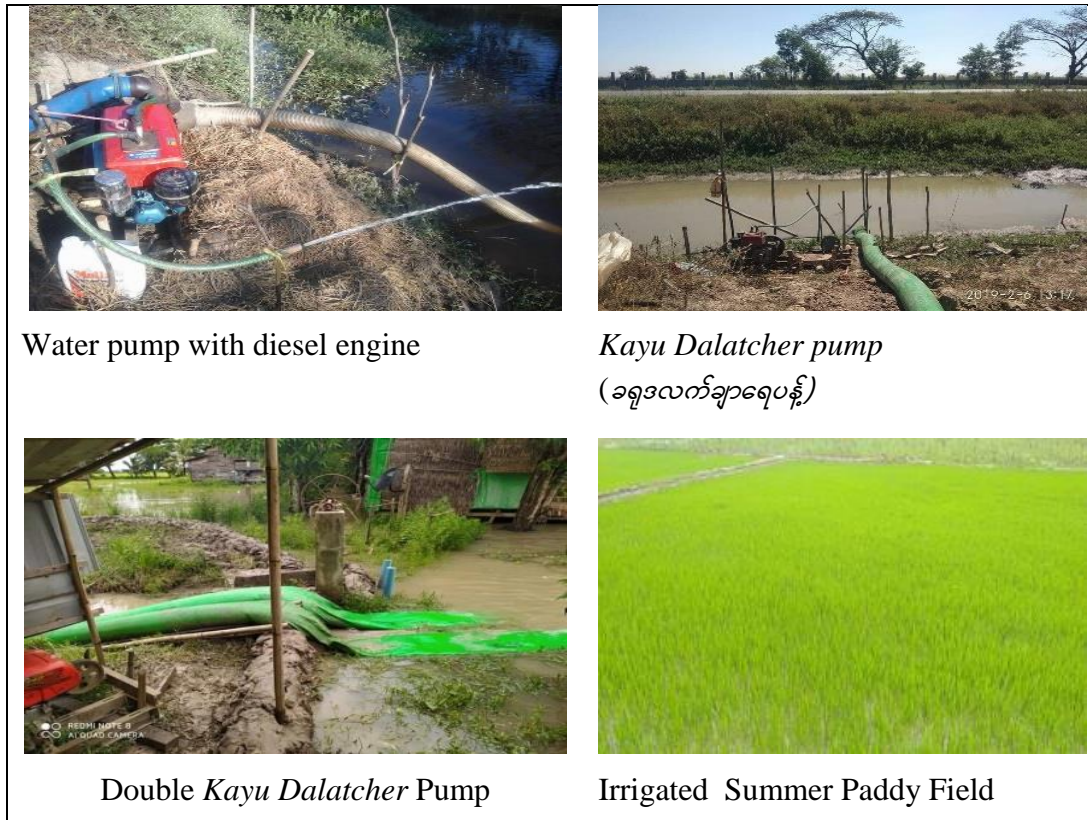 2019-2-6 13:17
Water pump with diesel engine
Kayu Dalatcher pump
(ခရုဒလက်ချာရေပန့်)
REDMI NOTE 8
AI QUAD CAMERA
Double Kayu Dalatcher Pump
Irrigated Summer Paddy Field